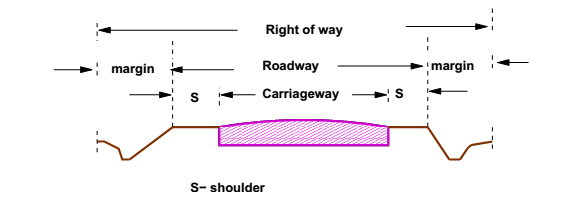 Right of way
margin Roadway margin
S Carriageway S
S− shoulder